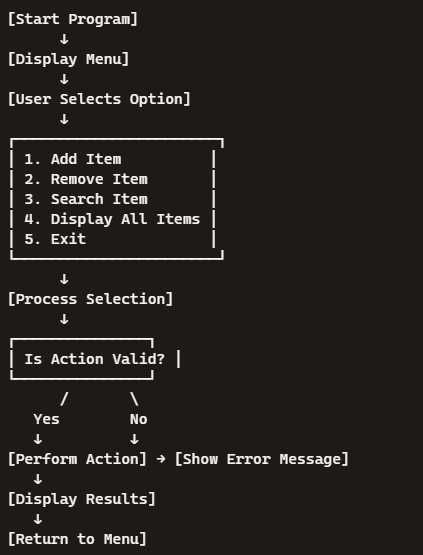 [Start Program]
↓
[Display Menu]
↓
[User Selects Option]
↓
1. Add Item
2. Remove Item
3. Search Item
4. Display All Items
5. Exit
↓
[Process Selection]
↓
Is Action Valid?
/ \
Yes No
↓ ↓
[Perform Action] → [Show Error Message]
↓
[Display Results]
↓
[Return to Menu]